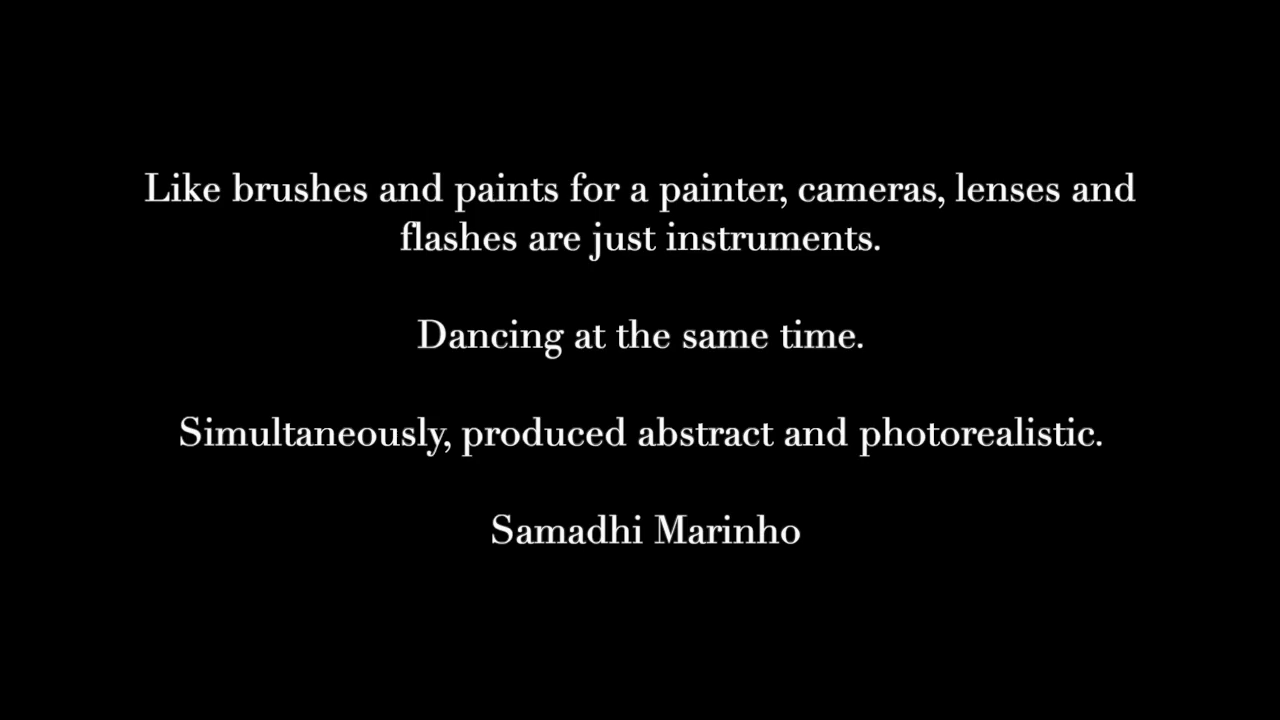 Like brushes and paints for a painter, cameras, lenses and
flashes are just instruments.
Dancing at the same time.
Simultaneously, produced abstract and photorealistic.
Samadhi Marinho